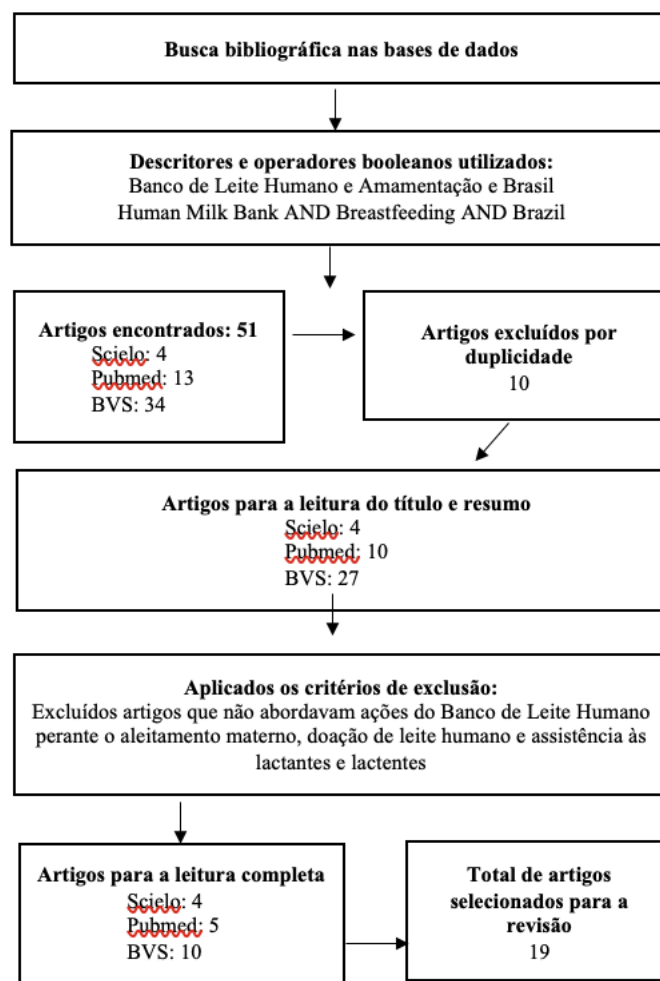 Busca bibliográfica nas bases de dados
Descritores e operadores booleanos utilizados:
Banco de Leite Humano e Amamentação e Brasil
Human Milk Bank AND Breastfeeding AND Brazil
Artigos encontrados: 51
Scielo: 4
Pubmed: 13
BVS: 34
Artigos excluídos por
duplicidade
10
Artigos para a leitura do título e resumo
Scielo: 4
Pubmed: 10
BVS: 27
Aplicados os critérios de exclusão:
Excluídos artigos que não abordavam ações do Banco de Leite Humano
perante o aleitamento materno, doação de leite humano e assistência às
lactantes e lactentes
Artigos para a leitura completa
Scielo: 4
Pubmed: 5
BVS: 10
Total de artigos
selecionados para a
revisão
19